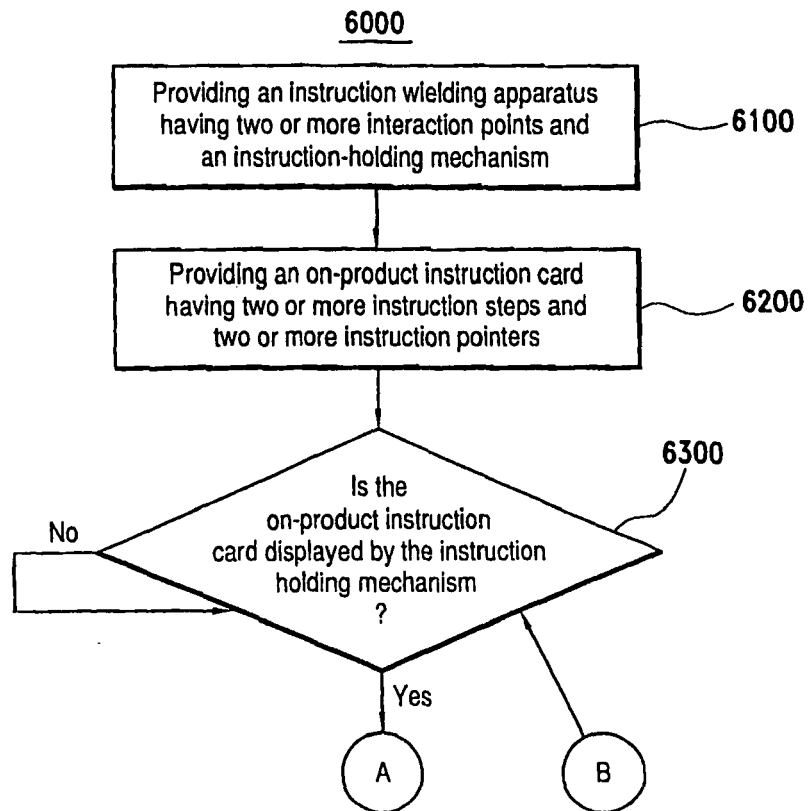 6000
Providing an instruction wielding apparatus
having two or more interaction points and
an instruction-holding mechanism
6100
Providing an on-product instruction card
having two or more instruction steps and
two or more instruction pointers
6200
6300
Is the
on-product instruction
card displayed by the instruction
holding mechanism
?
No
Yes
A
B